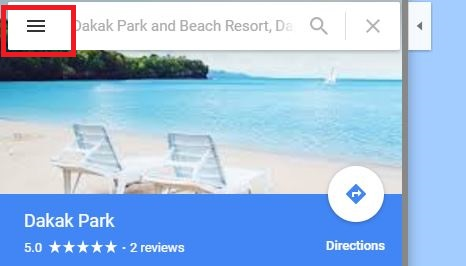 Dakak Park and Beach Resort, Da
Dakak Park
5.0 ★★★★★ · 2 reviews
Directions